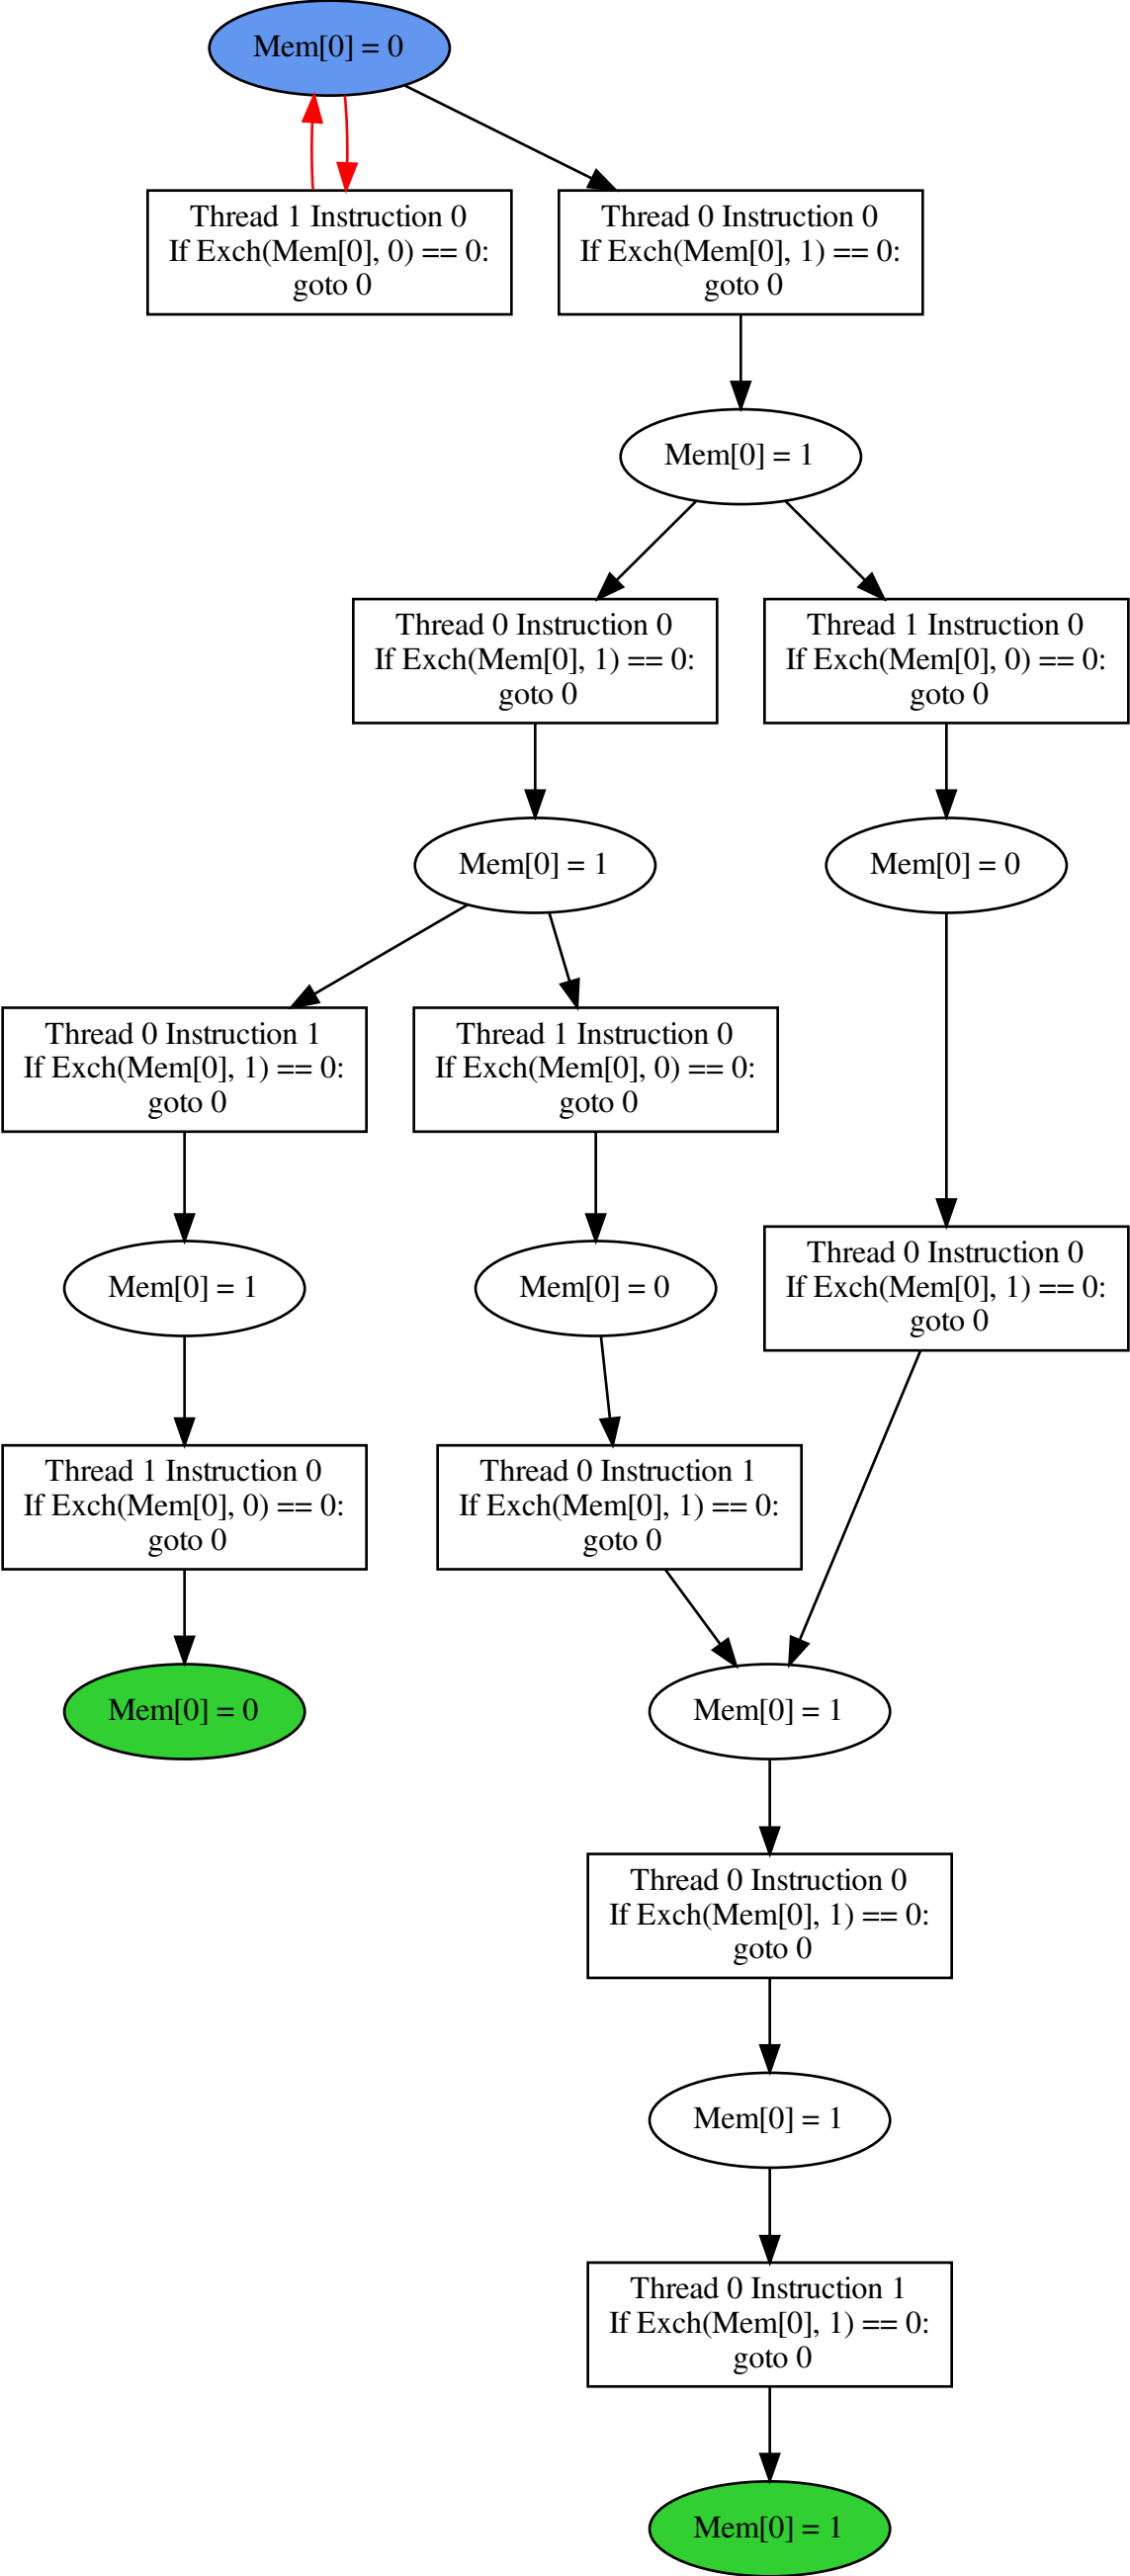 Mem[0] = 0
Thread 1 Instruction 0
If Exch(Mem[0], 0) == 0:
goto 0
Thread 0 Instruction 0
If Exch(Mem[0], 1) == 0:
goto 0
Mem[0] = 1
Thread 0 Instruction 0
If Exch(Mem[0], 1) == 0:
goto 0
Thread 1 Instruction 0
If Exch(Mem[0], 0) == 0:
goto 0
Mem[0] = 1
Mem[0] = 0
Thread 0 Instruction 1
If Exch(Mem[0], 1) == 0:
goto 0
Thread 1 Instruction 0
If Exch(Mem[0], 0) == 0:
goto 0
Mem[0] = 1
Mem[0] = 0
Thread 0 Instruction 0
If Exch(Mem[0], 1) == 0:
goto 0
Thread 1 Instruction 0
If Exch(Mem[0], 0) == 0:
goto 0
Thread 0 Instruction 1
If Exch(Mem[0], 1) == 0:
goto 0
Mem[0] = 0
Mem[0] = 1
Thread 0 Instruction 0
If Exch(Mem[0], 1) == 0:
goto 0
Mem[0] = 1
Thread 0 Instruction 1
If Exch(Mem[0], 1) == 0:
goto 0
Mem[0] = 1